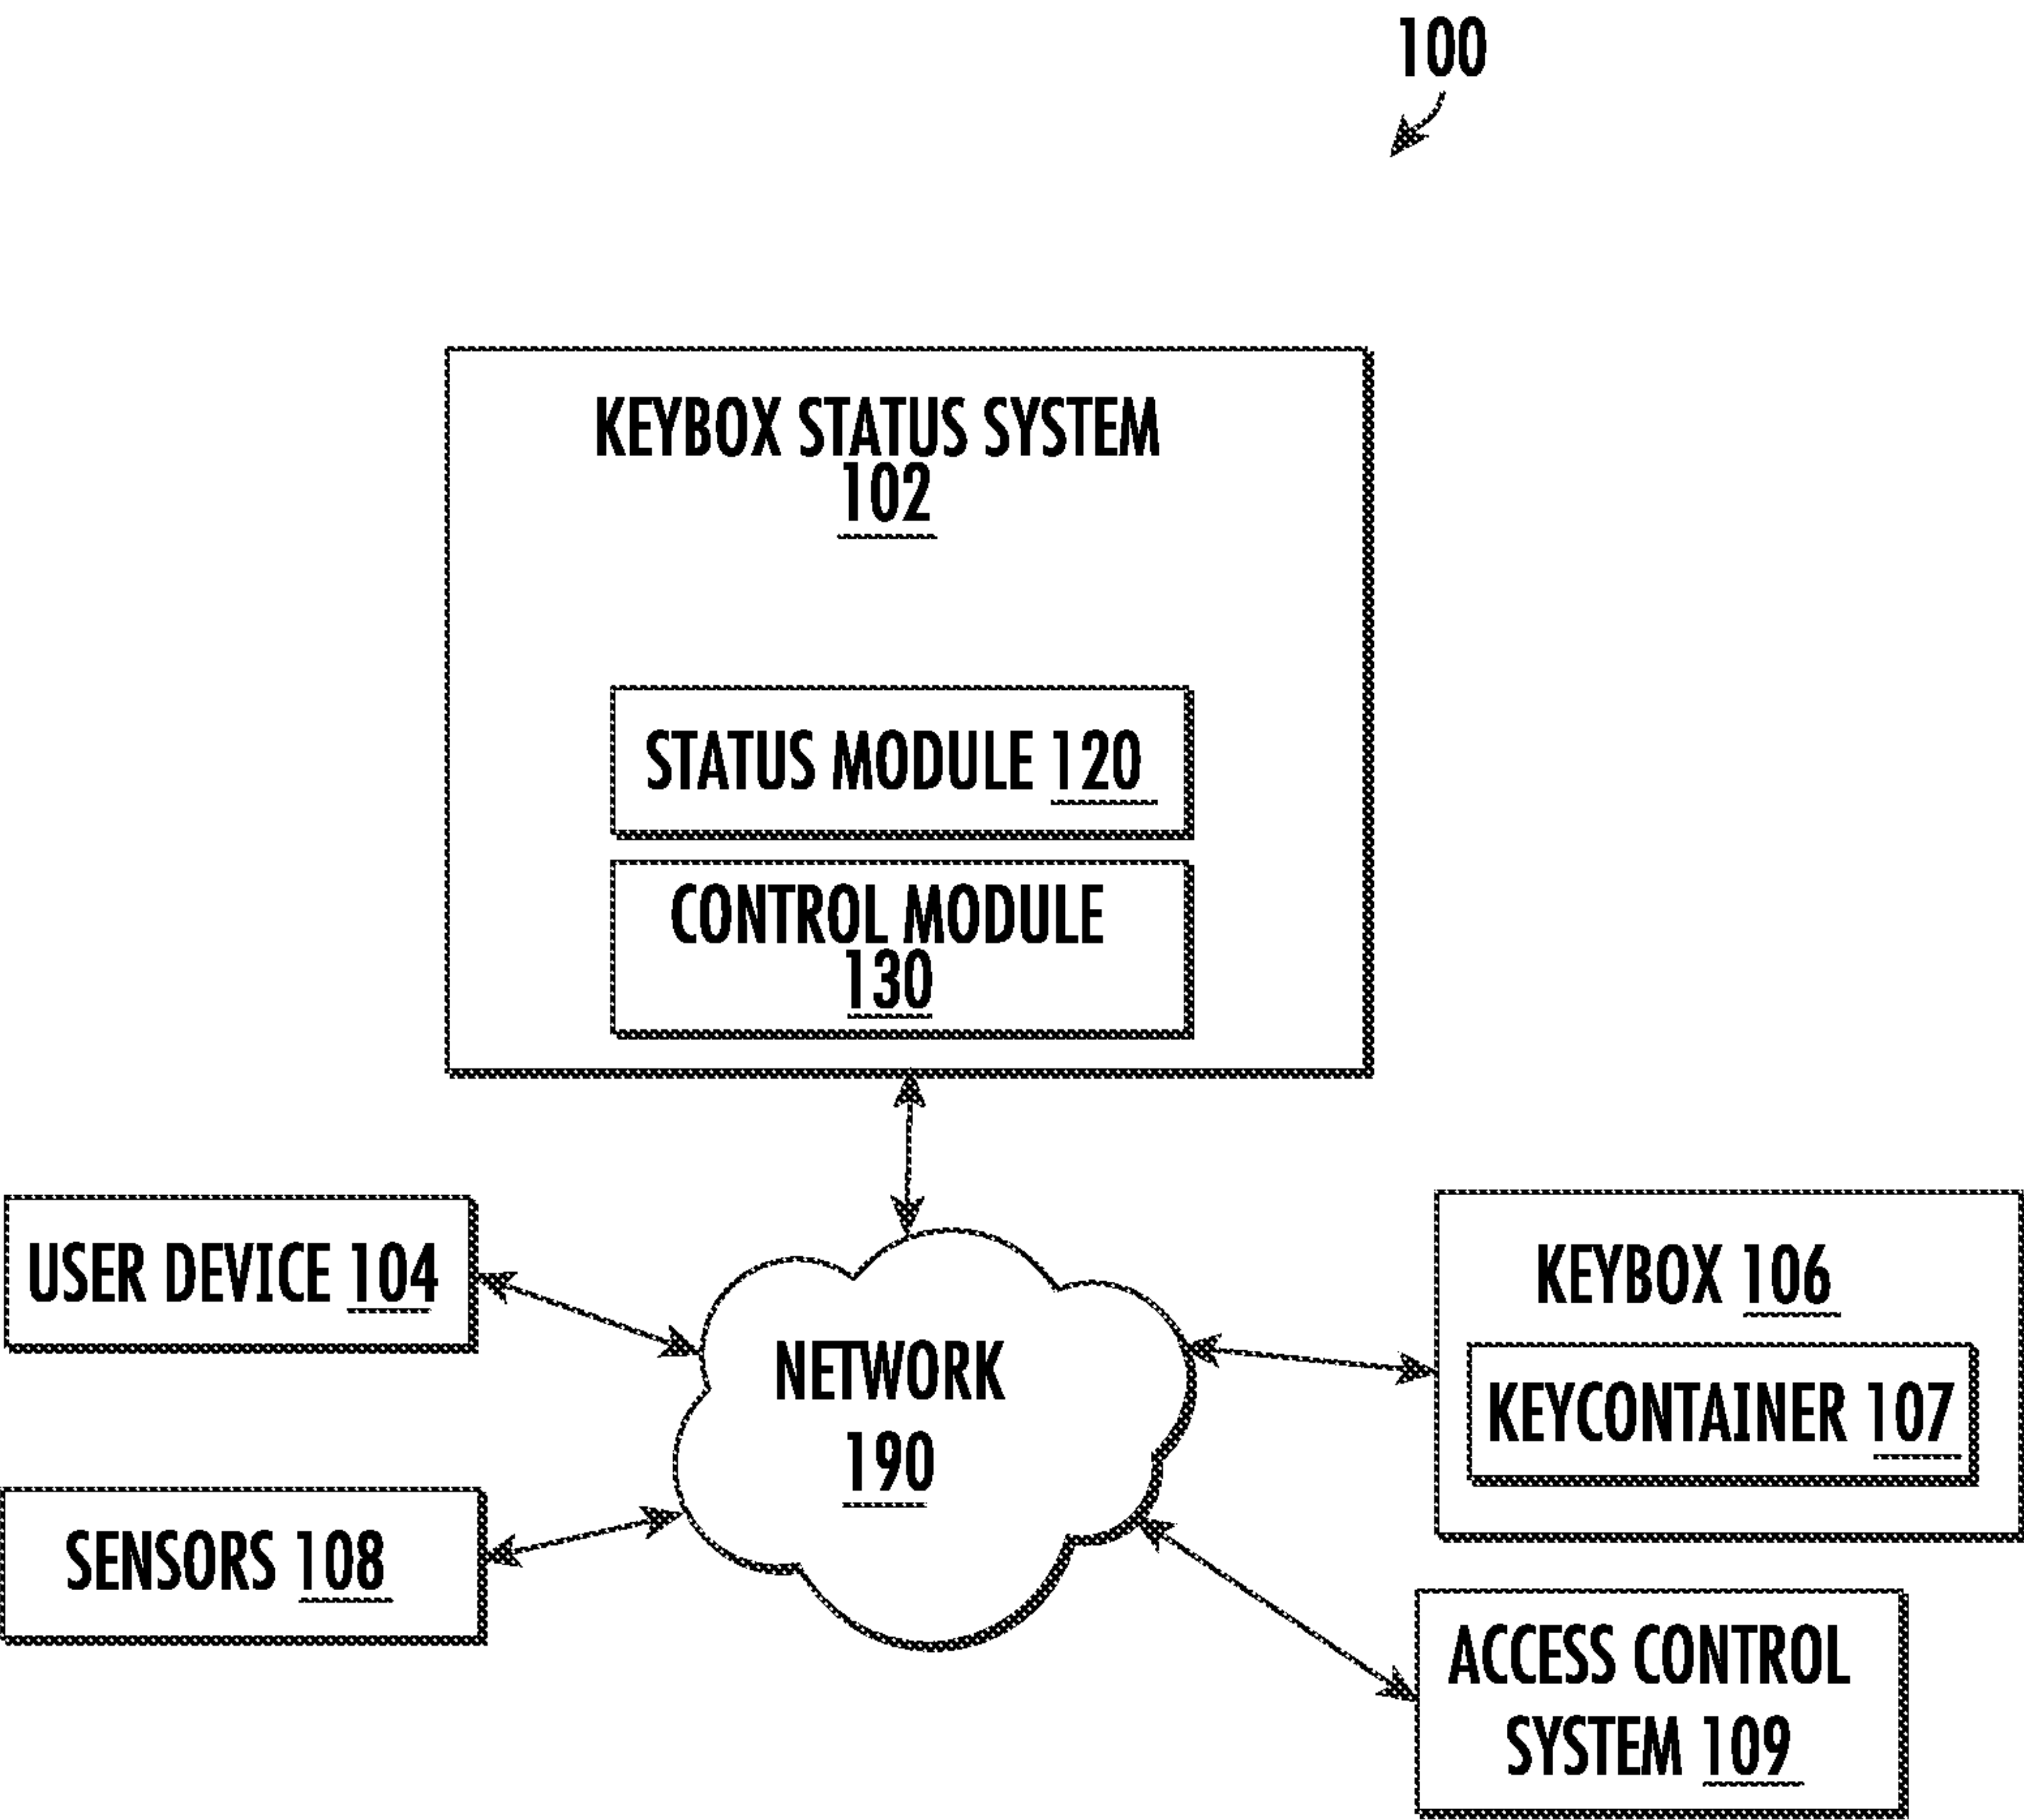 100
KEYBOX STATUS SYSTEM
102
STATUS MODULE 120
CONTROL MODULE
130
USER DEVICE 104
SENSORS 108
NETWORK
190
KEYBOX 106
KEYCONTAINER 107
ACCESS CONTROL
SYSTEM 109